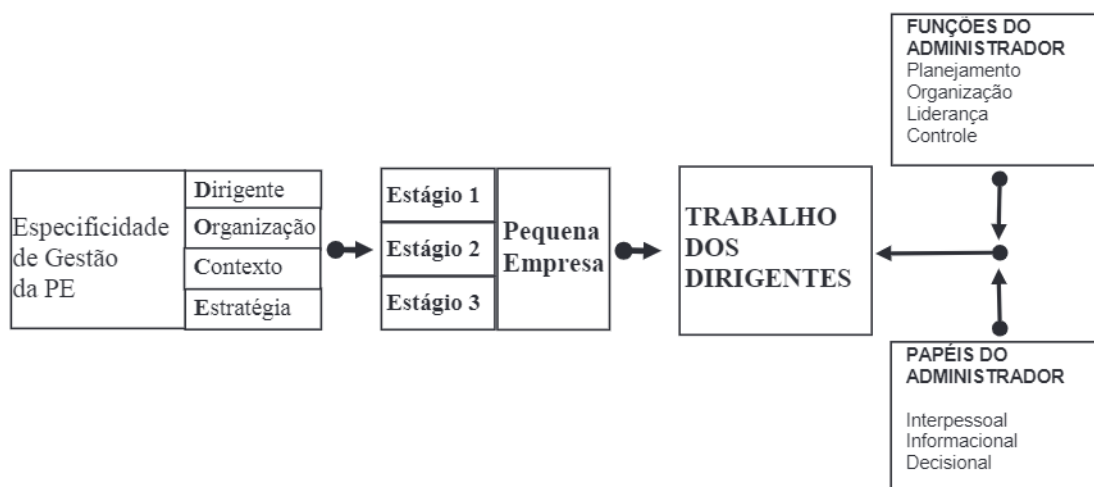 Especificidade
de Gestão
da PE
Dirigente
Organização
Contexto
Estratégia
Estágio 1
Estágio 2
Estágio 3
Pequena
Empresa
TRABALHO
DOS
DIRIGENTES
FUNÇÕES DO
ADMINISTRADOR
Planejamento
Organização
Liderança
Controle
PAPÉIS DO
ADMINISTRADOR
Interpessoal
Informacional
Decisional